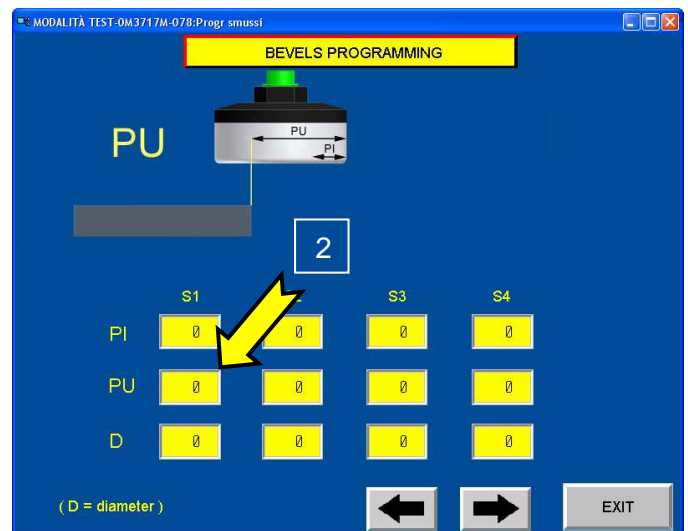 MODALITÀ TEST-0M3717M-078:Progr smussi
BEVELS PROGRAMMING
PU
PU
PI
2
S1 S3 S4
PI 0 0 0 0
PU 0 0 0 0
D 0 0 0 0
( D = diameter ) EXIT